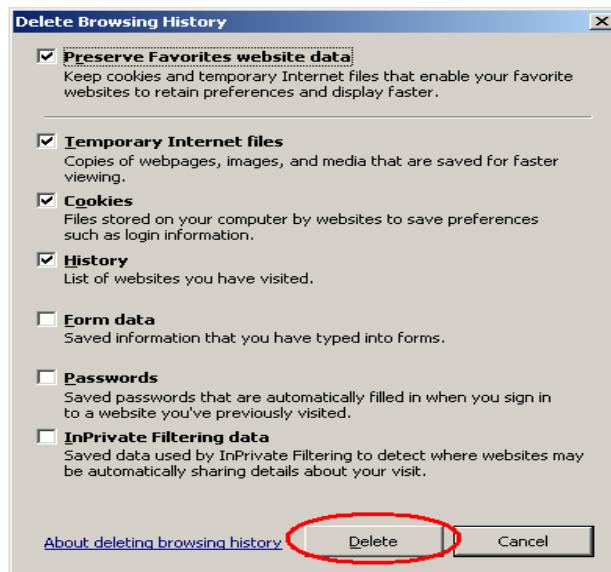 Delete Browsing History
Preserve Favorites website data
Keep cookies and temporary Internet files that enable your favorite
websites to retain preferences and display faster.
Temporary Internet files
Copies of webpages, images, and media that are saved for faster
viewing.
Cookies
Files stored on your computer by websites to save preferences
such as login information.
History
List of websites you have visited.
Form data
Saved information that you have typed into forms.
Passwords
Saved passwords that are automatically filled in when you sign in
to a website you've previously visited.
InPrivate Filtering data
Saved data used by InPrivate Filtering to detect where websites may
be automatically sharing details about your visit.
About deleting browsing history Delete Cancel